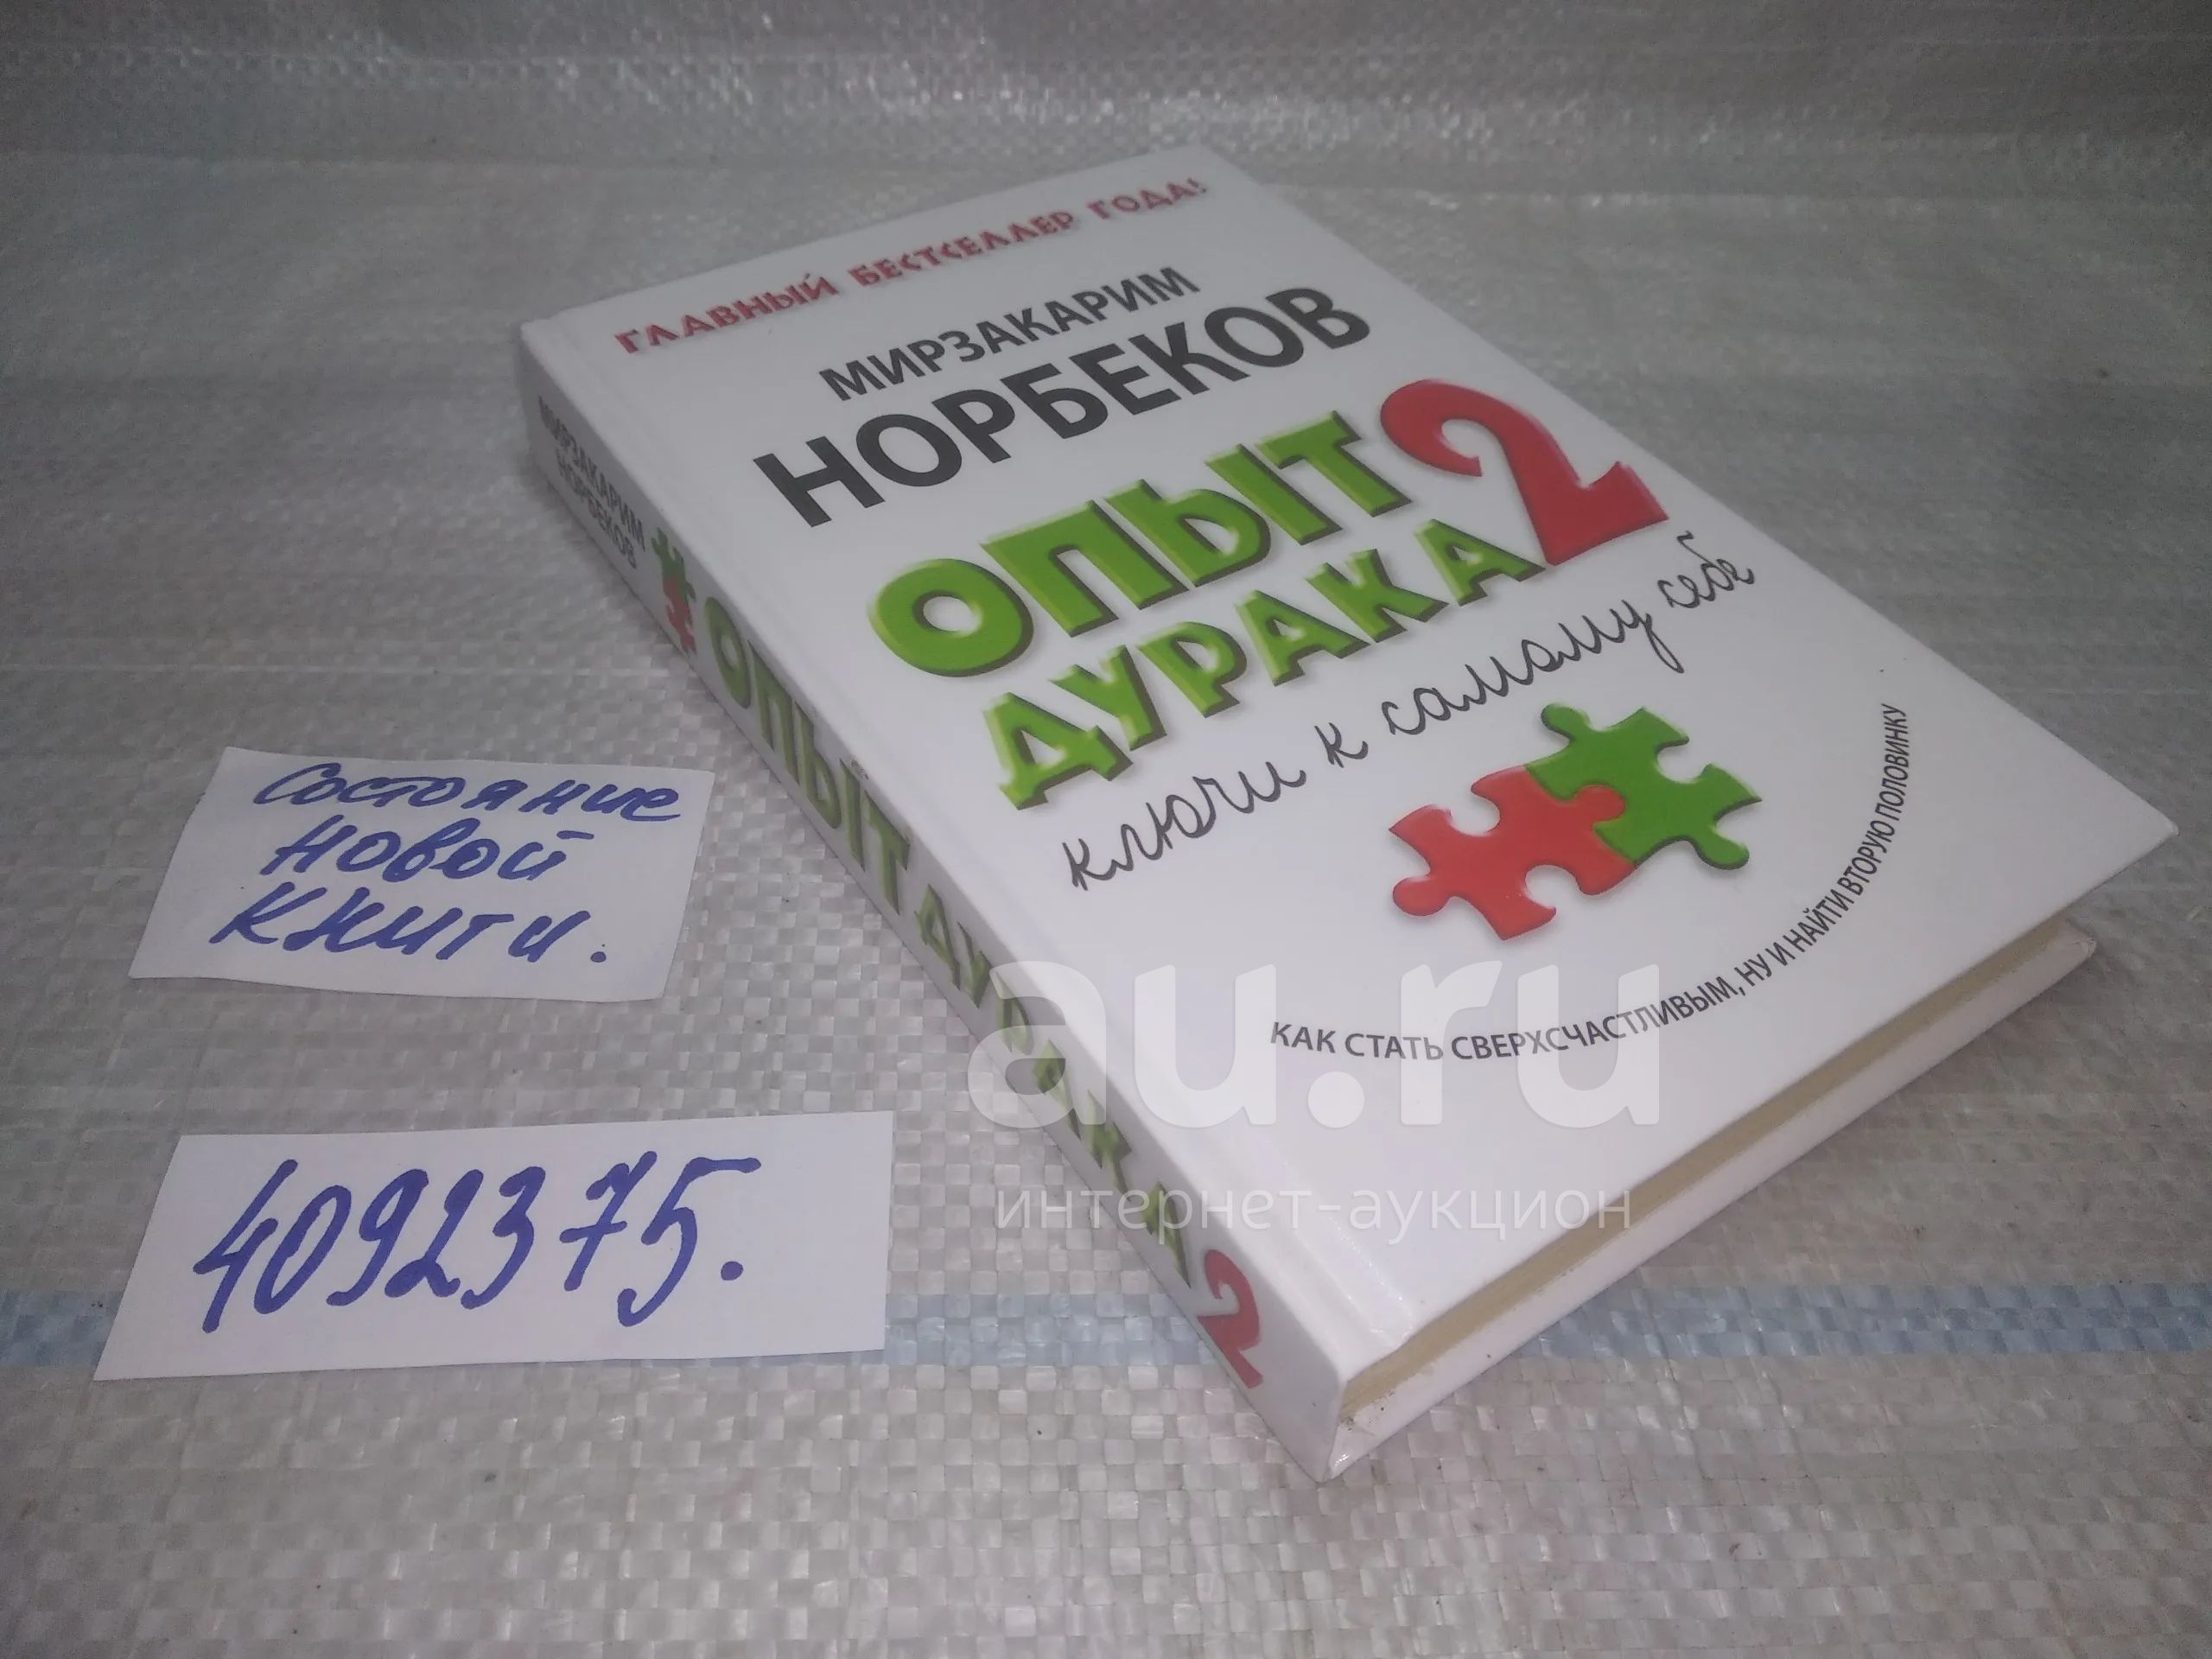 ГЛАВНЫЙ БЕСТСЕЛЛЕР ГОДА!
МИРЗАКАРИМ
НОРБЕКОВ
ОПЫТ
ДУРАКА 2
ключи к самому себе
КАК СТАТЬ СВЕРХСЧАСТЛИВЫМ, НУ И НАЙТИ ВТОРУЮ ПОЛОВИНКУ
МИРЗАКАРИМ
НОРБЕКОВ
ОПЫТ ДУРАКА 2
Состояние
новой
книги.
4092375.
au.ru
интернет-аукцион